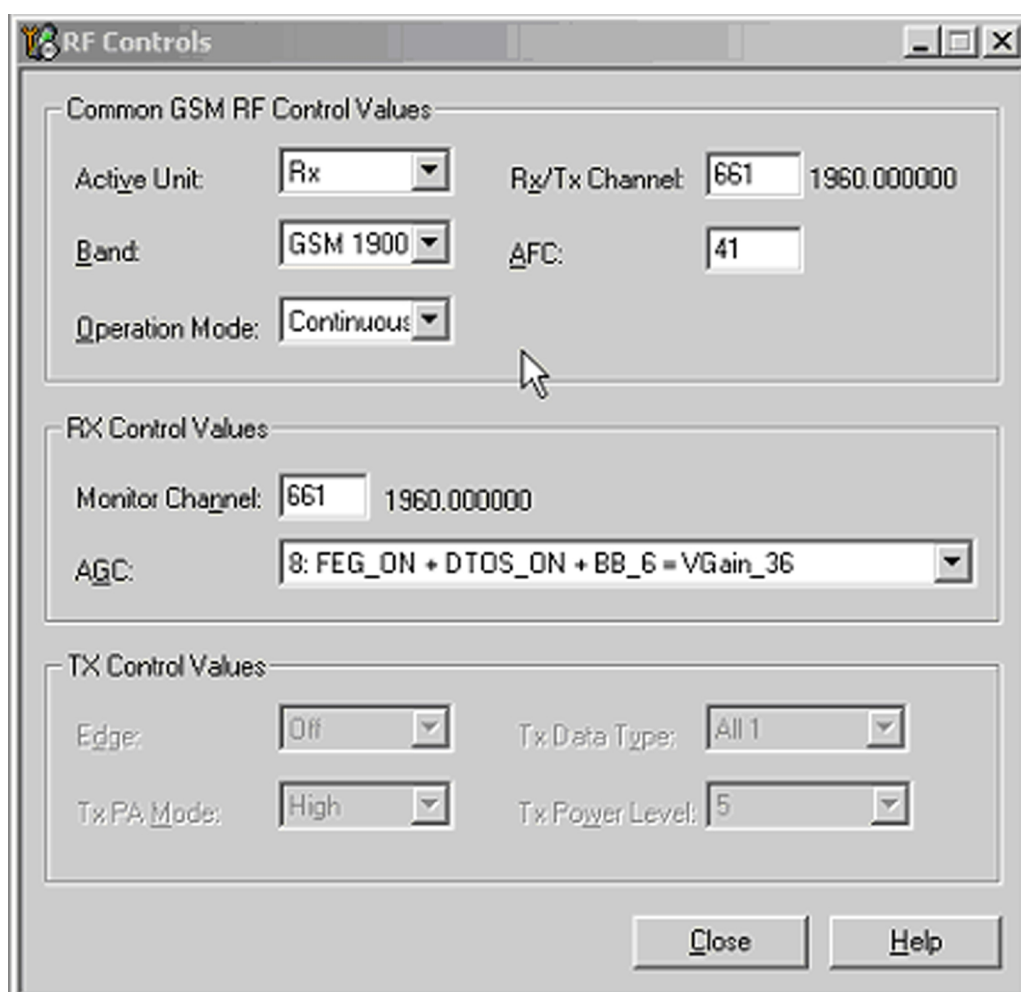 RF Controls
Common GSM RF Control Values
Active Unit: Rx Rx/Tx Channel: 661 1960.000000
Band: GSM 1900 AFC: 41
Operation Mode: Continuous
RX Control Values
Monitor Channel: 661 1960.000000
AGC: 8: FEG_ON + DTOS_ON + BB_6 = VGain_36
TX Control Values
Edge: Off Tx Data Type: All 1
Tx PA Mode: High Tx Power Level: 5
Close Help